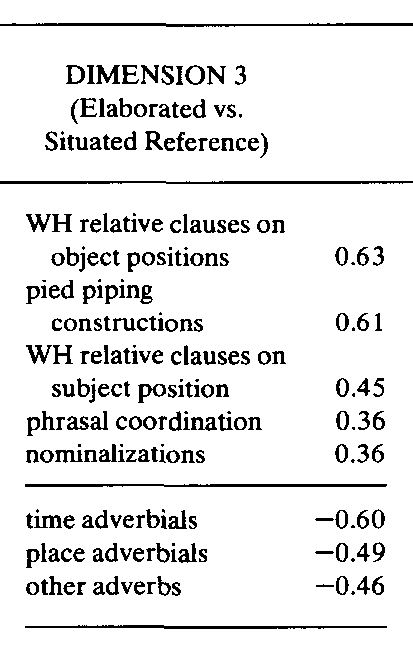 DIMENSION 3
(Elaborated vs.
Situated Reference)
WH relative clauses on
object positions 0.63
pied piping
constructions 0.61
WH relative clauses on
subject position 0.45
phrasal coordination 0.36
nominalizations 0.36
time adverbials −0.60
place adverbials −0.49
other adverbs −0.46